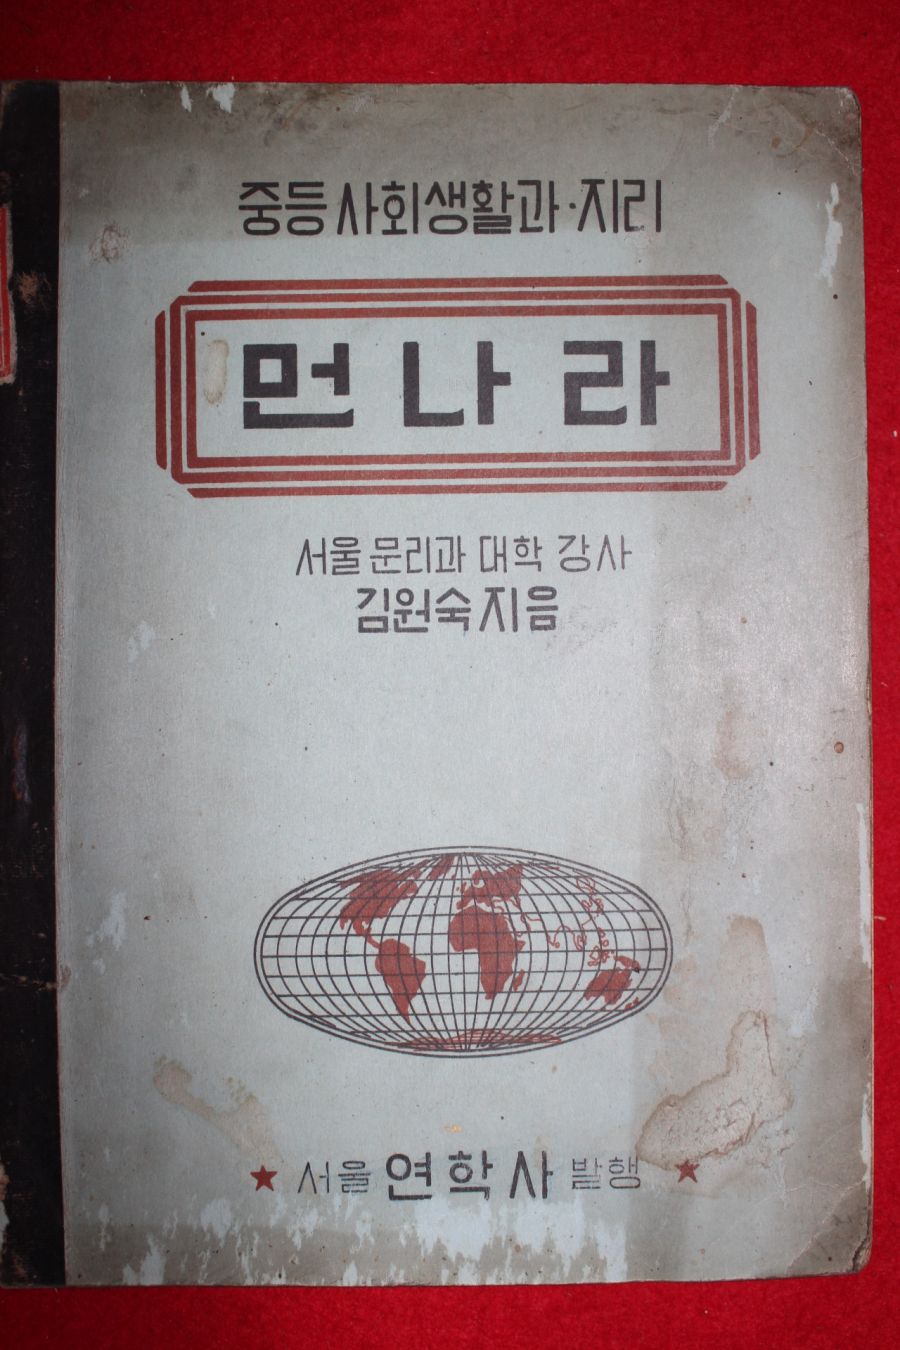 중등 사회생활과·지리
먼나라
서울 문리과 대학 강사
김원숙 지음
★ 서울 연학사 발행 ★